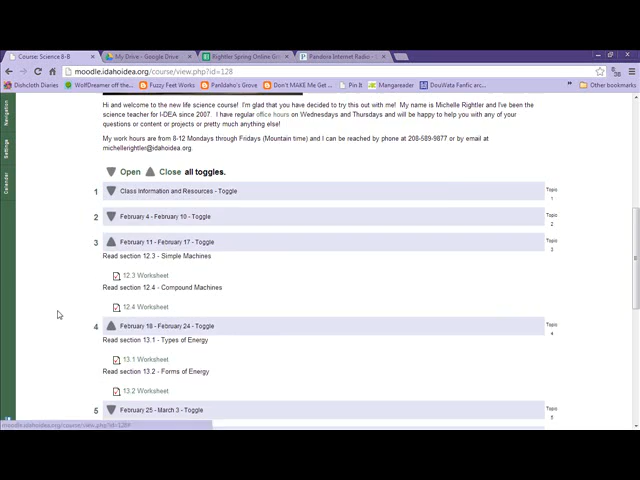 Course: Science 8-B
My Drive - Google Drive
Rightler Spring Online Gr
Pandora Internet Radio -
moodle.idahoidea.org/course/view.php?id=128
Dishcloth Diaries
WolfDreamer off the
Fuzzy Feet Works
Pan0daho's Grove
Don't MAKE Me Get ...
Pin It
Mangareader
DouWata Fanfic arc...
Other bookmarks
Navigation
Settings
Calendar
Hi and welcome to the new life science course! I'm glad that you have decided to try this out with me! My name is Michelle Rightler and I've been the
science teacher for I-DEA since 2007. I have regular office hours on Wednesdays and Thursdays and will be happy to help you with any of your
questions or content or projects or pretty much anything else!
My work hours are from 8-12 Mondays through Fridays (Mountain time) and I can be reached by phone at 208-589-9877 or by email at
michellerightler@idahoidea.org.
Open Close all toggles.
1 Class Information and Resources - Toggle Topic 1
2 February 4 - February 10 - Toggle Topic 2
3 February 11 - February 17 - Toggle Topic 3
Read section 12.3 - Simple Machines
12.3 Worksheet
Read section 12.4 - Compound Machines
12.4 Worksheet
4 February 18 - February 24 - Toggle Topic 4
Read section 13.1 - Types of Energy
13.1 Worksheet
Read section 13.2 - Forms of Energy
13.2 Worksheet
5 February 25 - March 3 - Toggle Topic 5
moodle.idahoidea.org/course/view.php?id=128#